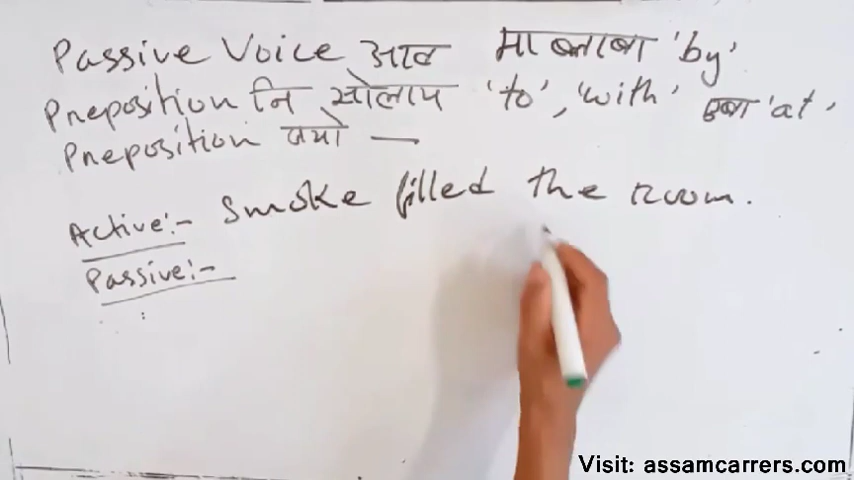 Passive Voice आव मा ब्लाबा 'by'
Preposition नि सोलाय 'to', 'with' एबा 'at'
Preposition जायो —
Active:- Smoke filled the room.
Passive:-
Visit: assamcarrers.com